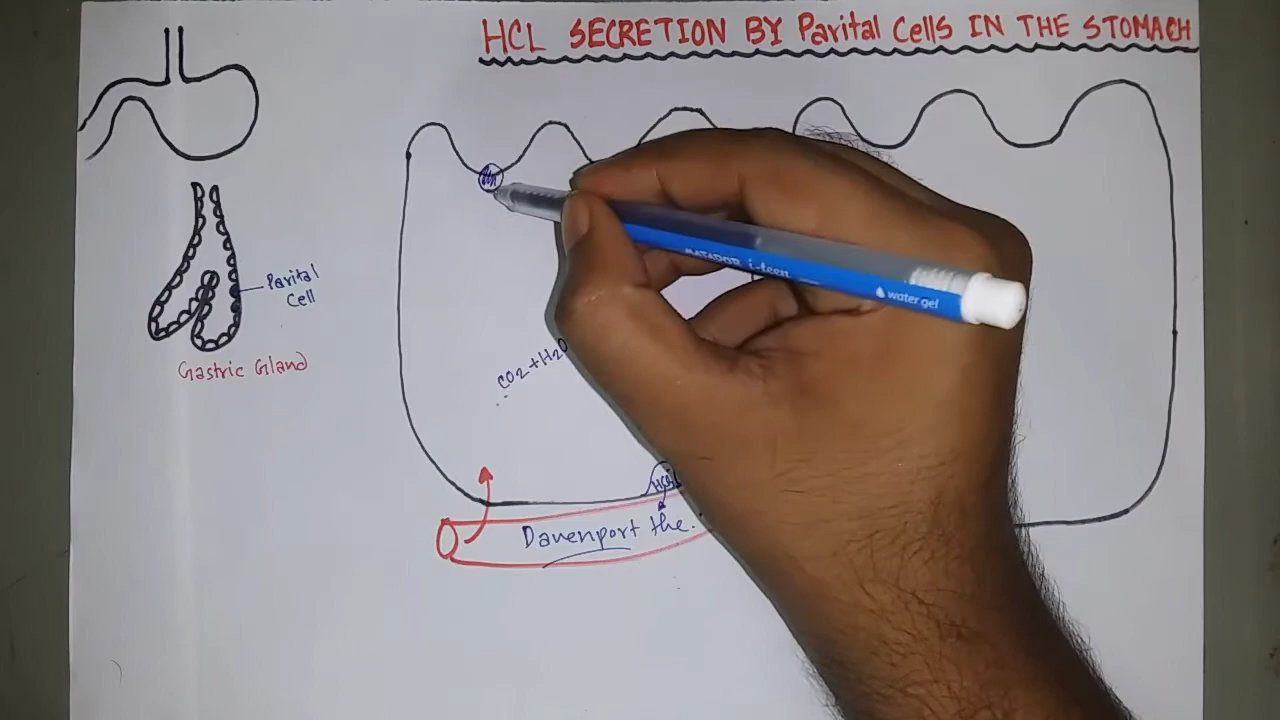 HCL SECRETION BY Parital Cells IN THE STOMACH
Parital
Cell
Gastric Gland
CO2 + H2O
Davenport the.
MATADOR i-teen
water gel